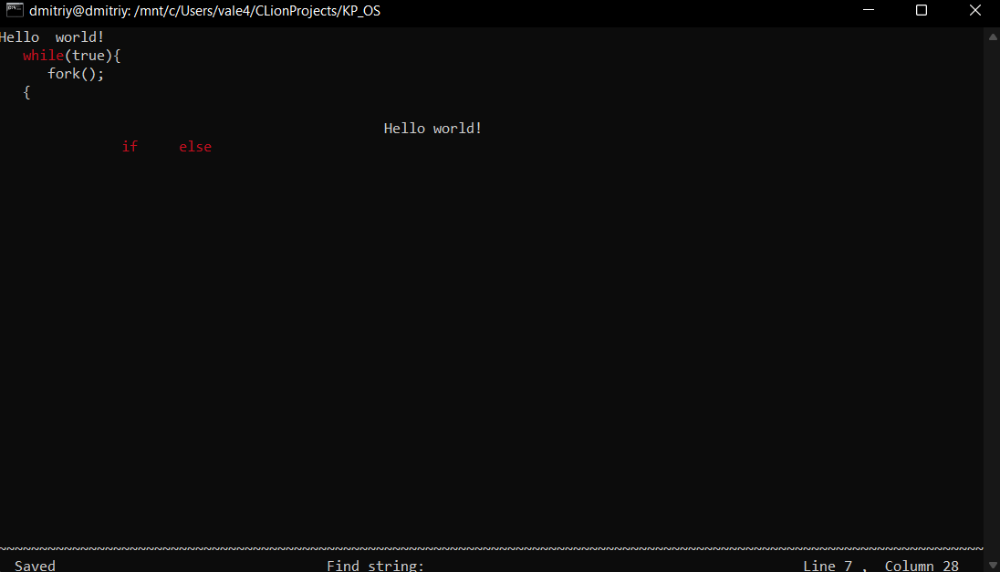 dmitriy@dmitriy: /mnt/c/Users/vale4/CLionProjects/KP_OS
Hello  world!
   while(true){
      fork();
   {
Hello world!
if     else
~~~~~~~~~~~~~~~~~~~~~~~~~~~~~~~~~~~~~~~~~~~~~~~~~~~~~~~~~~~~~~~~~~~~~~~~~~~~~~~~~~~~~~~~~~~~~~~~~~~~~~~~~~~~~~~~~~~~~~~~
Saved Find string: Line 7 ,  Column 28